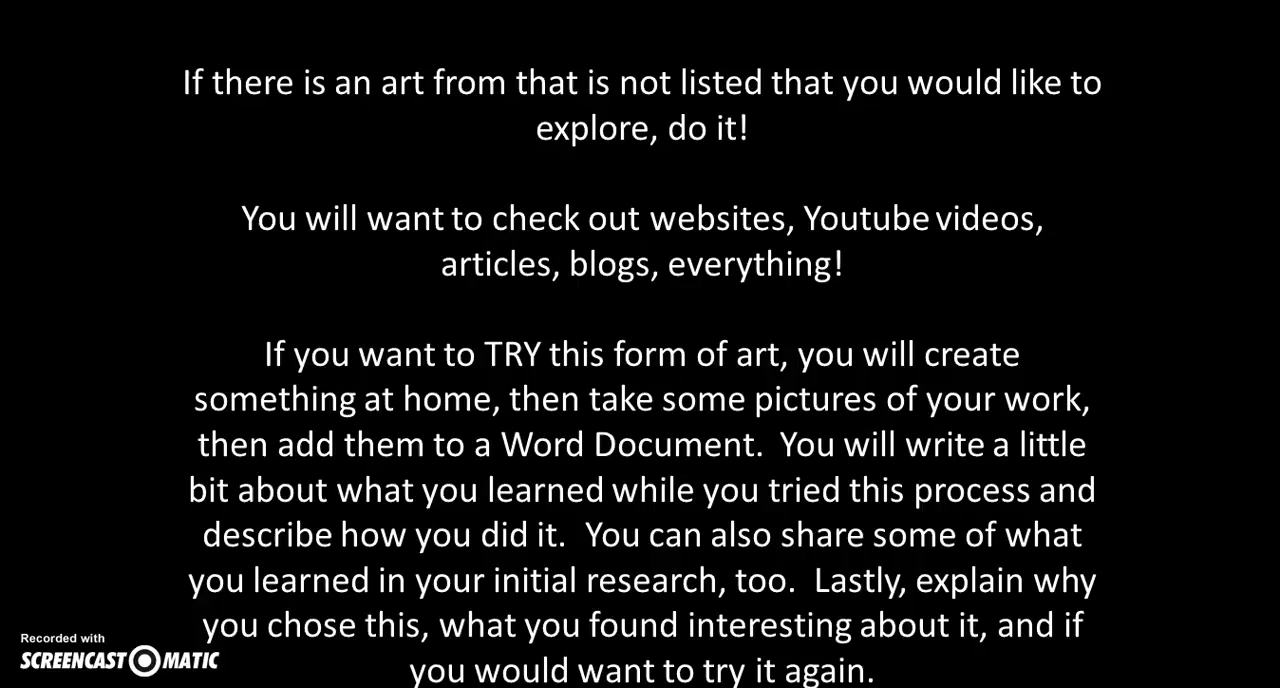 If there is an art from that is not listed that you would like to
explore, do it!
You will want to check out websites, Youtube videos,
articles, blogs, everything!
If you want to TRY this form of art, you will create
something at home, then take some pictures of your work,
then add them to a Word Document.  You will write a little
bit about what you learned while you tried this process and
describe how you did it.  You can also share some of what
you learned in your initial research, too.  Lastly, explain why
you chose this, what you found interesting about it, and if
you would want to try it again.
Recorded with
SCREENCAST MATIC